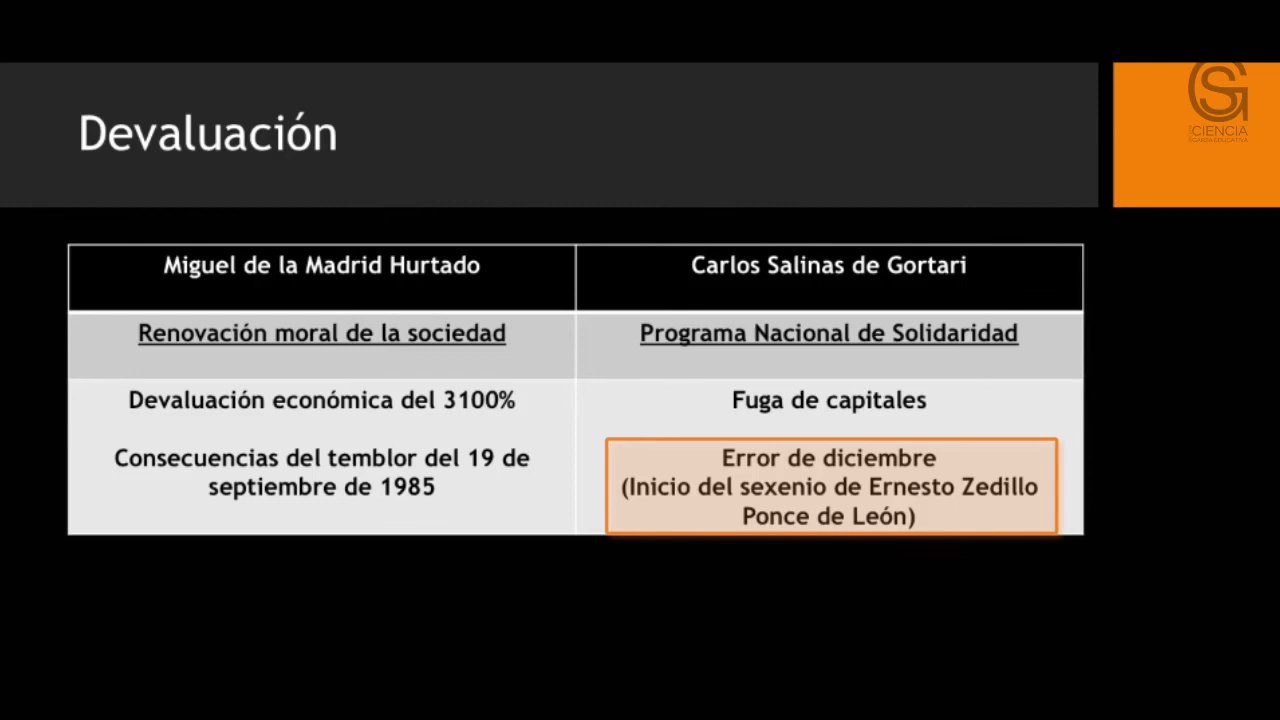 Devaluación
CIENCIA
Miguel de la Madrid Hurtado
Carlos Salinas de Gortari
Renovación moral de la sociedad
Programa Nacional de Solidaridad
Devaluación económica del 3100%
Consecuencias del temblor del 19 de
septiembre de 1985
Fuga de capitales
Error de diciembre
(Inicio del sexenio de Ernesto Zedillo
Ponce de León)